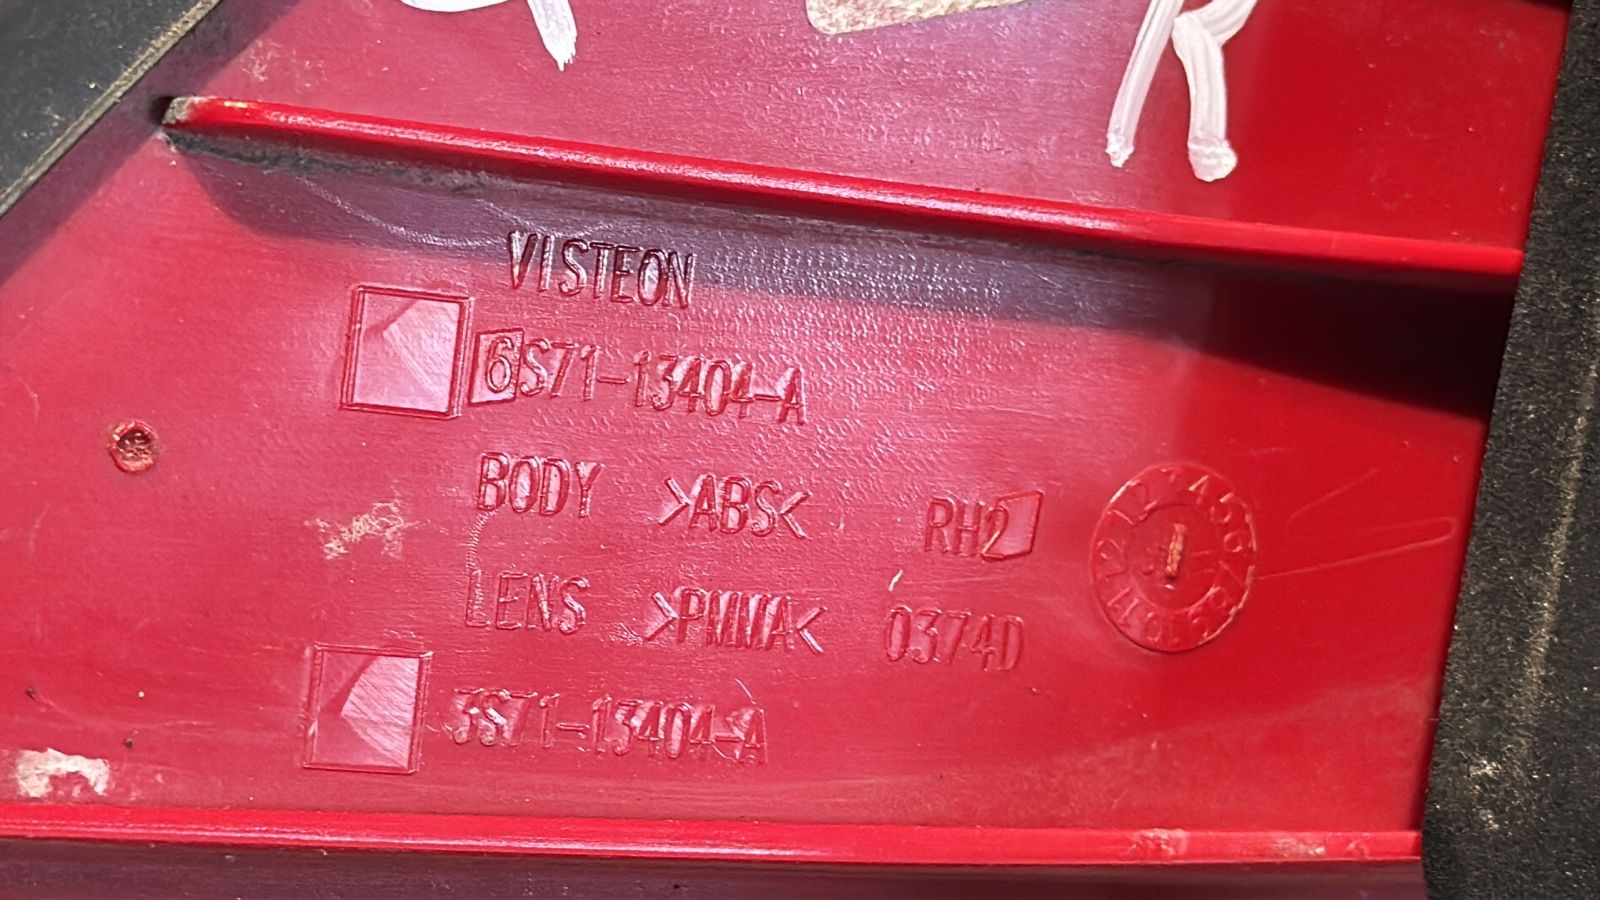 R
VISTEON
6S71-13404-A
BODY >ABS< RH2
LENS >PMMA< 0374D
3S71-13404-A